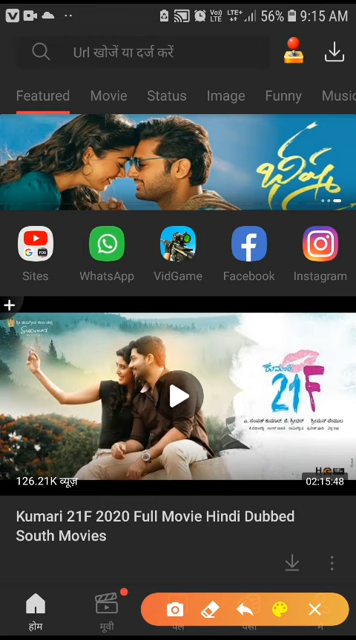 56% 9:15 AM
Url खोजें या दर्ज करें
Featured Movie Status Image Funny Music
భీష్మ
Sites WhatsApp VidGame Facebook Instagram
కుమారి
21F
126.21K व्यूज़
02:15:48
Kumari 21F 2020 Full Movie Hindi Dubbed
South Movies
होम मूवी